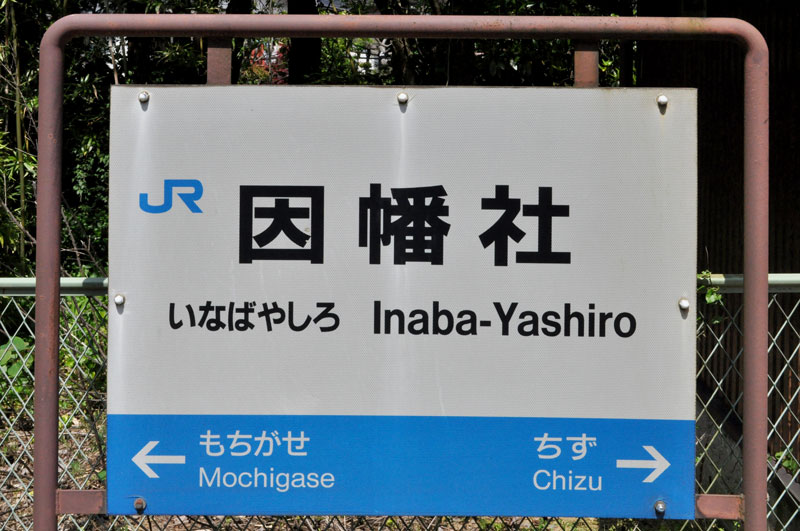 JR 因幡社
いなばやしろ Inaba-Yashiro
← もちがせ ちず →
Mochigase Chizu